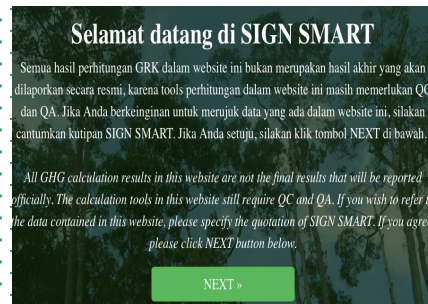 Selamat datang di SIGN SMART
Semua hasil perhitungan GRK dalam website ini bukan merupakan hasil akhir yang akan
dilaporkan secara resmi, karena tools perhitungan dalam website ini masih memerlukan QC
dan QA. Jika Anda berkeinginan untuk merujuk data yang ada dalam website ini, silakan
cantumkan kutipan SIGN SMART. Jika Anda setuju, silakan klik tombol NEXT di bawah.
All GHG calculation results in this website are not the final results that will be reported
officially. The calculation tools in this website still require QC and QA. If you wish to refer
the data contained in this website, please specify the quotation of SIGN SMART. If you agree
please click NEXT button below.
NEXT »